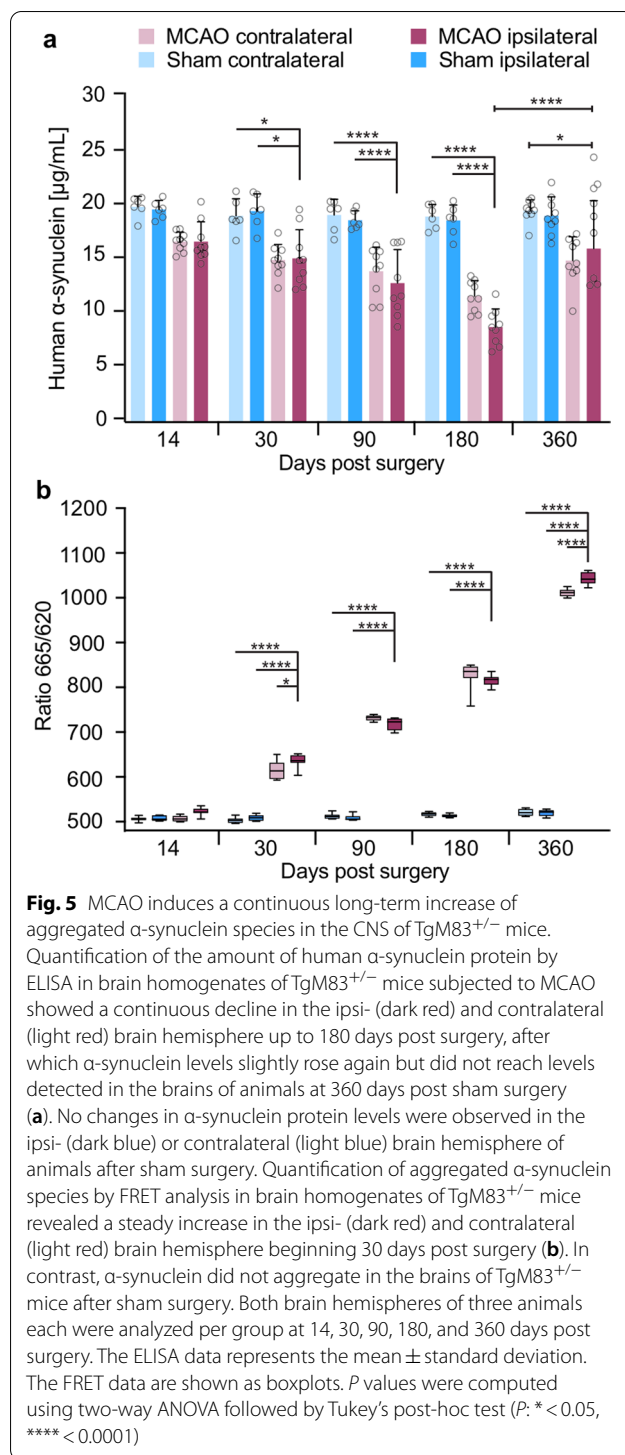 a
MCAO contralateral MCAO ipsilateral
Sham contralateral Sham ipsilateral
Human α-synuclein [µg/mL]
30
25
20
15
10
5
0
* * **** **** **** **** **** *
14 30 90 180 360
Days post surgery
b
Ratio 665/620
1200
1100
1000
900
800
700
600
500
**** **** * **** **** **** **** **** **** ****
14 30 90 180 360
Days post surgery
Fig. 5 MCAO induces a continuous long-term increase of
aggregated α-synuclein species in the CNS of TgM83+/− mice.
Quantification of the amount of human α-synuclein protein by
ELISA in brain homogenates of TgM83+/− mice subjected to MCAO
showed a continuous decline in the ipsi- (dark red) and contralateral
(light red) brain hemisphere up to 180 days post surgery, after
which α-synuclein levels slightly rose again but did not reach levels
detected in the brains of animals at 360 days post sham surgery
(a). No changes in α-synuclein protein levels were observed in the
ipsi- (dark blue) or contralateral (light blue) brain hemisphere of
animals after sham surgery. Quantification of aggregated α-synuclein
species by FRET analysis in brain homogenates of TgM83+/− mice
revealed a steady increase in the ipsi- (dark red) and contralateral
(light red) brain hemisphere beginning 30 days post surgery (b). In
contrast, α-synuclein did not aggregate in the brains of TgM83+/−
mice after sham surgery. Both brain hemispheres of three animals
each were analyzed per group at 14, 30, 90, 180, and 360 days post
surgery. The ELISA data represents the mean ± standard deviation.
The FRET data are shown as boxplots. P values were computed
using two-way ANOVA followed by Tukey's post-hoc test (P: * < 0.05,
**** < 0.0001)